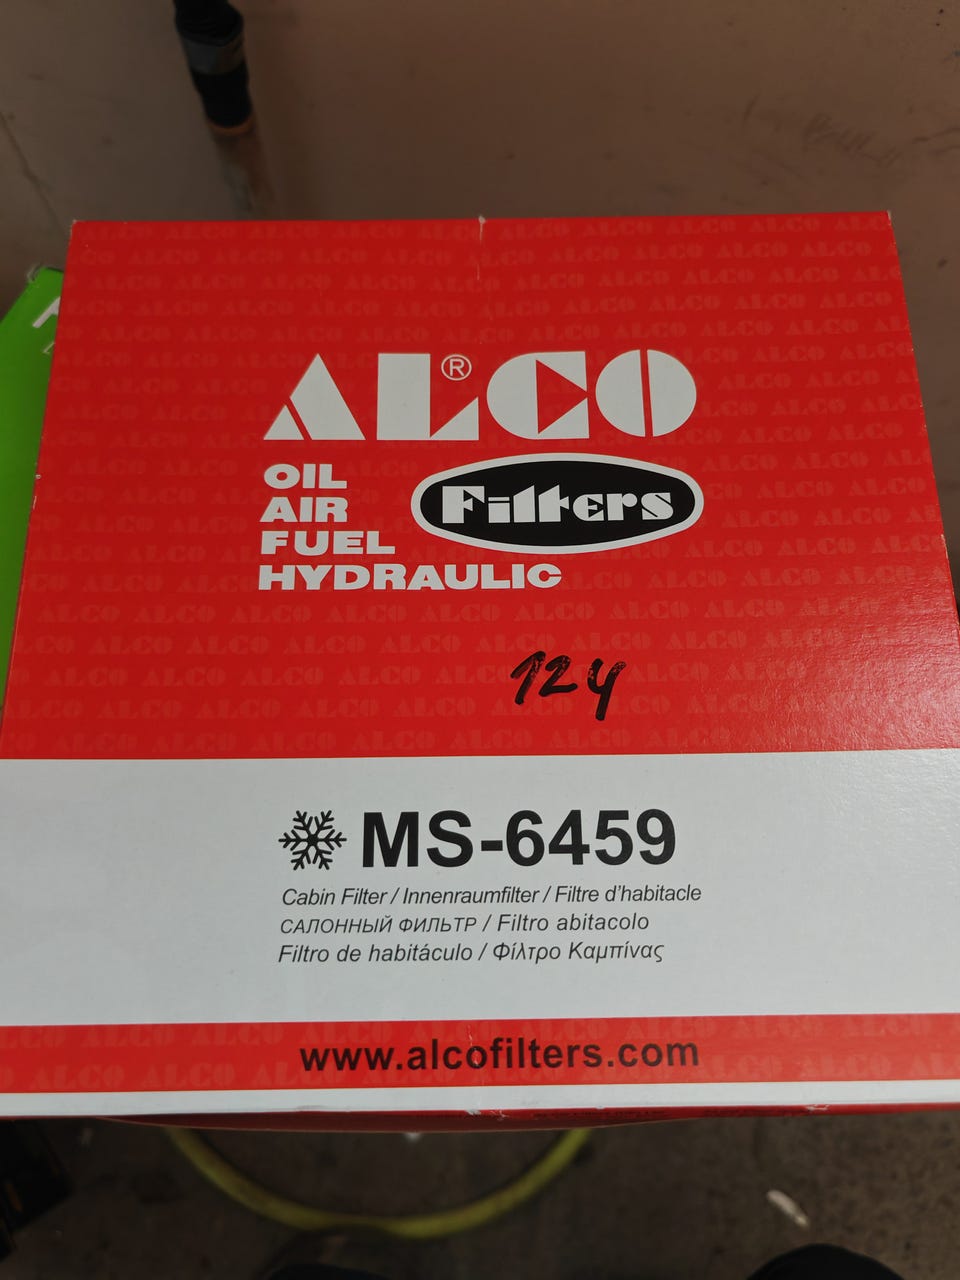 ALCO®
OIL
AIR
FUEL
HYDRAULIC
Filters
124
MS-6459
Cabin Filter / Innenraumfilter / Filtre d'habitacle
САЛОННЫЙ ФИЛЬТР / Filtro abitacolo
Filtro de habitáculo / Φίλτρο Καμπίνας
www.alcofilters.com